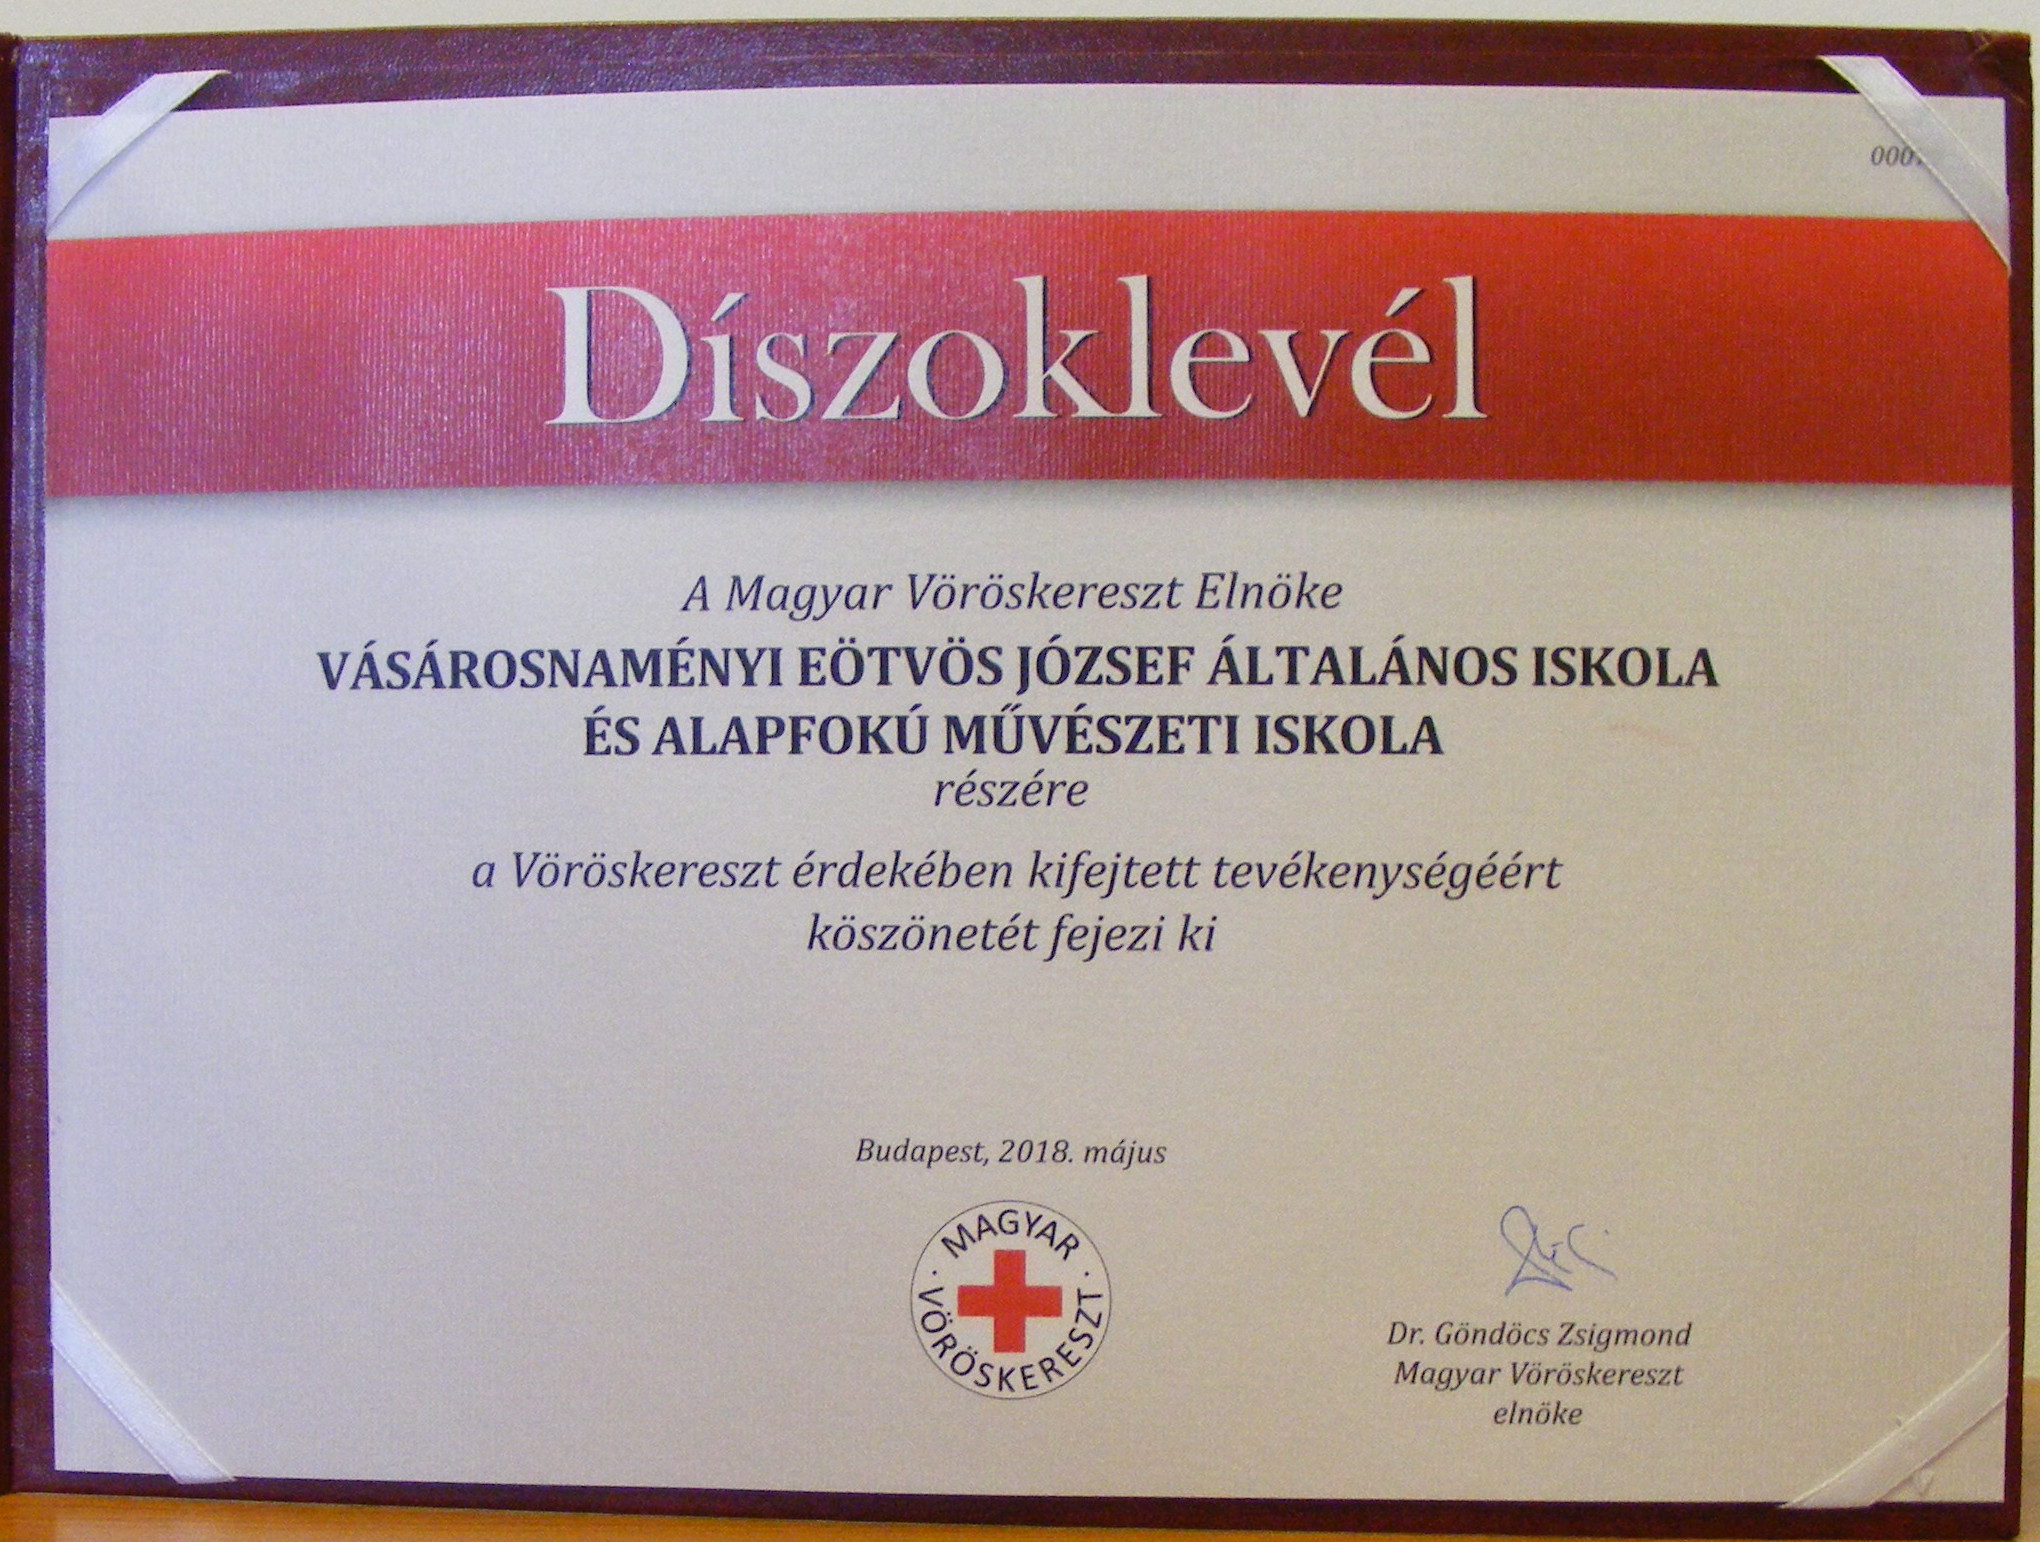 Díszoklevél
A Magyar Vöröskereszt Elnöke
VÁSÁROSNAMÉNYI EÖTVÖS JÓZSEF ÁLTALÁNOS ISKOLA
ÉS ALAPFOKÚ MŰVÉSZETI ISKOLA
részére
a Vöröskereszt érdekében kifejtett tevékenységéért
köszönetét fejezi ki
Budapest, 2018. május
· MAGYAR ·
VÖRÖSKERESZT
Dr. Göndöcs Zsigmond
Magyar Vöröskereszt
elnöke